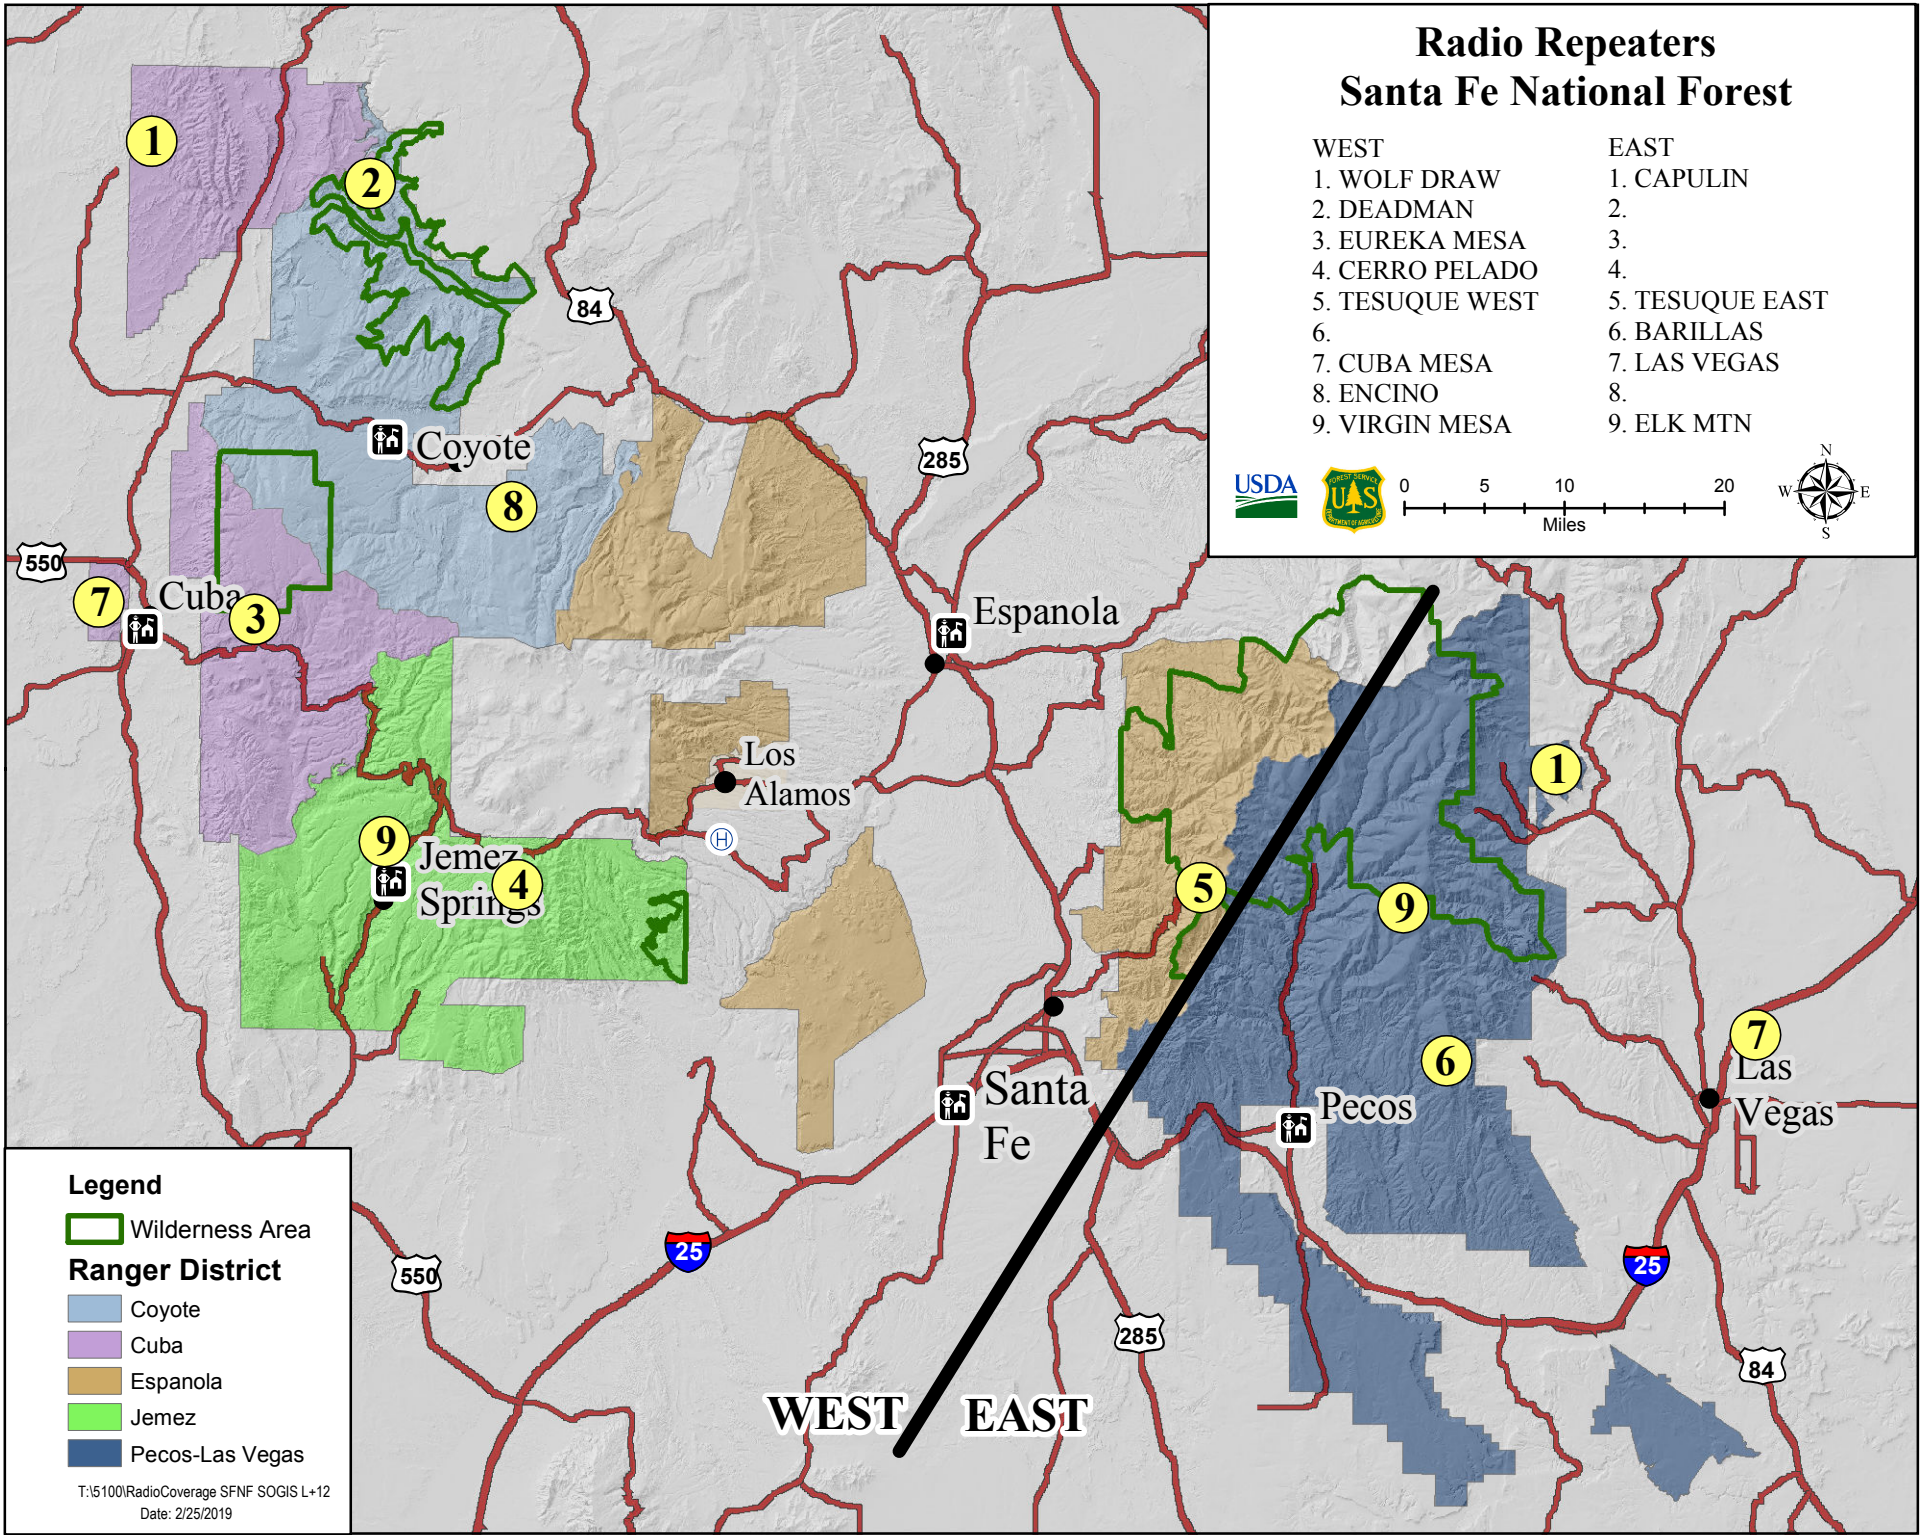 Radio Repeaters
Santa Fe National Forest
WEST
1. WOLF DRAW
2. DEADMAN
3. EUREKA MESA
4. CERRO PELADO
5. TESUQUE WEST
6.
7. CUBA MESA
8. ENCINO
9. VIRGIN MESA
EAST
1. CAPULIN
2.
3.
4.
5. TESUQUE EAST
6. BARILLAS
7. LAS VEGAS
8.
9. ELK MTN
USDA
FOREST SERVICE
U S
DEPARTMENT OF AGRICULTURE
0 5 10 20
Miles
N
W E
S
1
2
84
285
Coyote
8
550
7
Cuba
3
Espanola
Los
Alamos
H
9
Jemez
Springs
4
5
1
9
6
7
Las
Vegas
Santa
Fe
Pecos
25
550
25
285
84
WEST EAST
Legend
Wilderness Area
Ranger District
Coyote
Cuba
Espanola
Jemez
Pecos-Las Vegas
T:\5100\RadioCoverage SFNF SOGIS L+12
Date: 2/25/2019